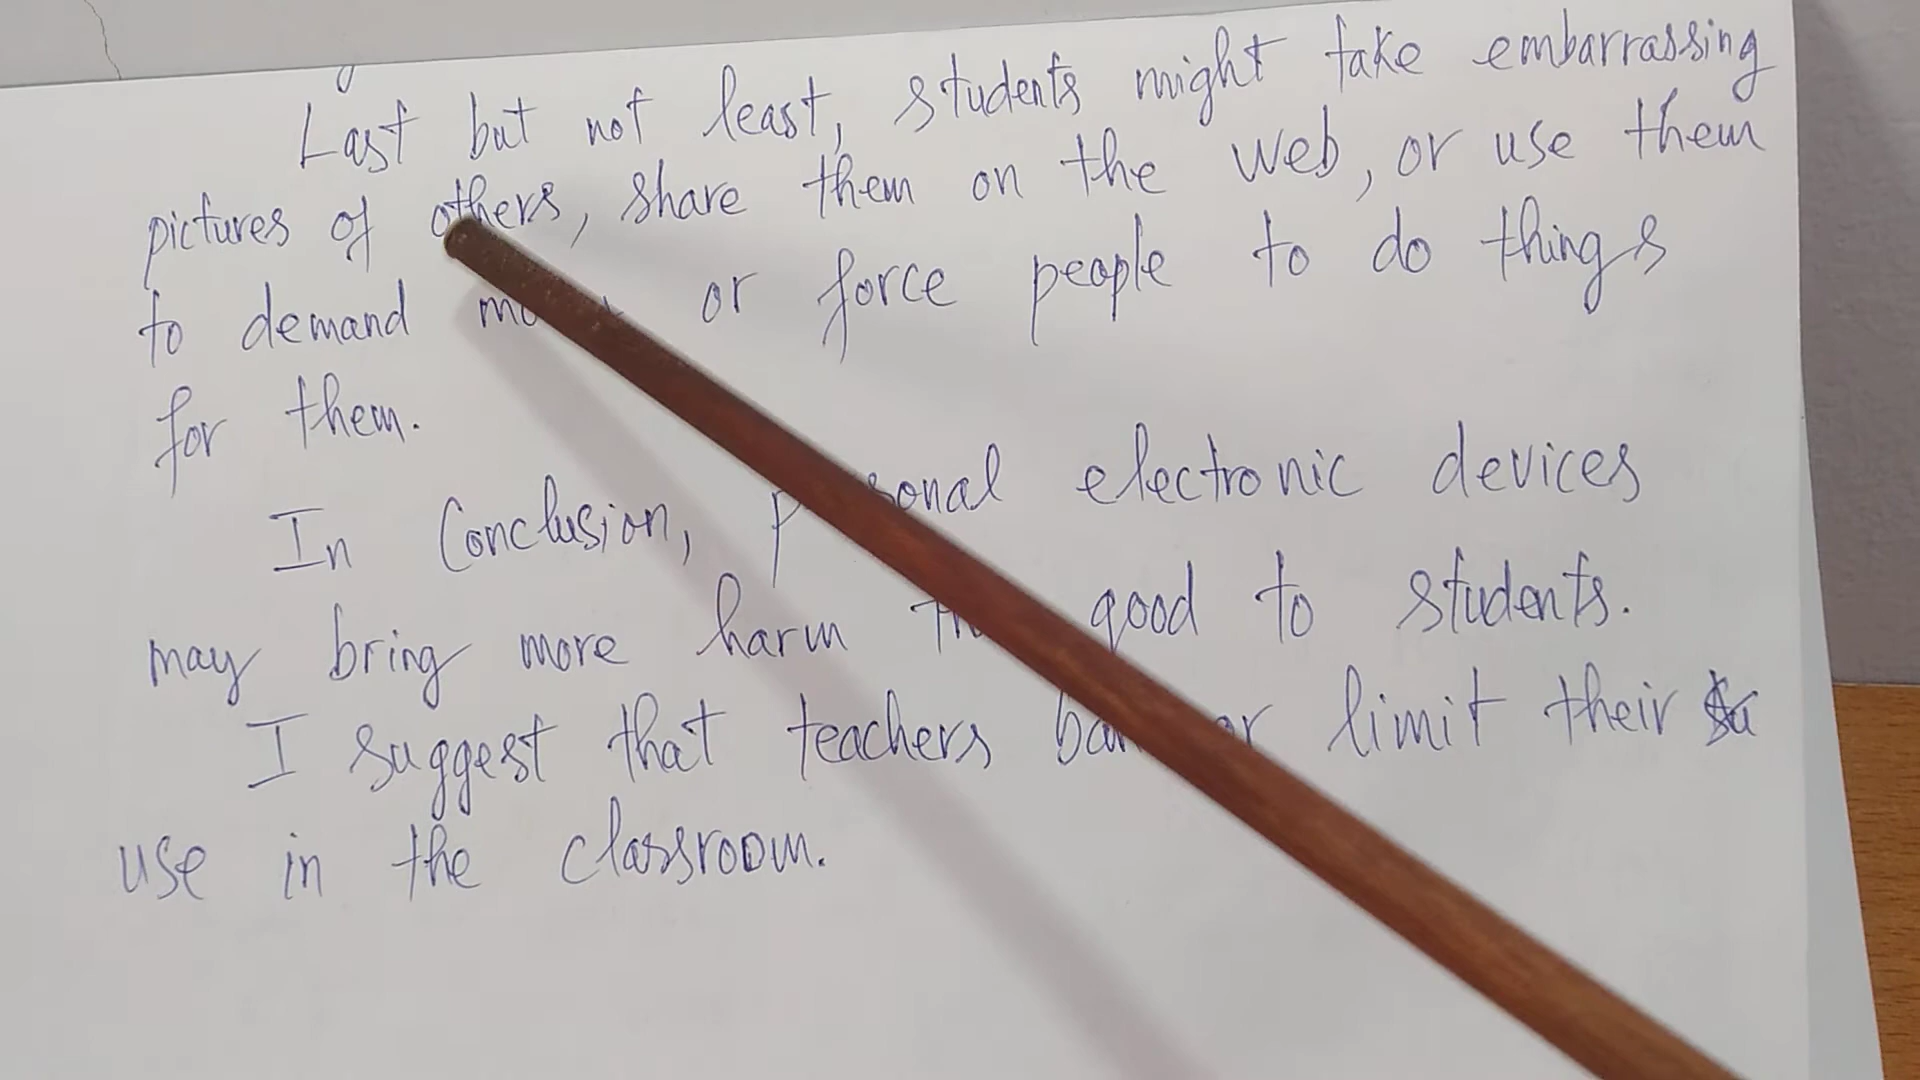 Last but not least, students might take embarrassing
pictures of others, share them on the web, or use them
to demand or force people to do things
for them.
In Conclusion, electronic devices
may bring more harm good to students.
I suggest that teachers or limit their
use in the classroom.